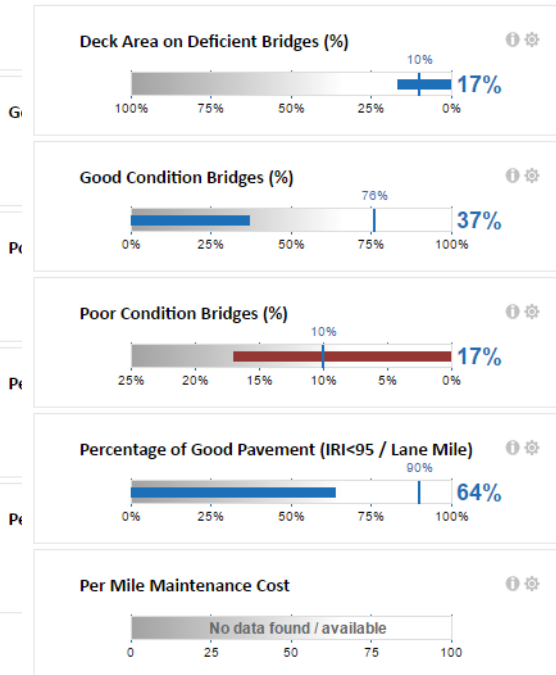 Deck Area on Deficient Bridges (%)
10%
17%
100% 75% 50% 25% 0%
Good Condition Bridges (%)
76%
37%
0% 25% 50% 75% 100%
Poor Condition Bridges (%)
10%
17%
25% 20% 15% 10% 5% 0%
Percentage of Good Pavement (IRI<95 / Lane Mile)
90%
64%
0% 25% 50% 75% 100%
Per Mile Maintenance Cost
No data found / available
0 25 50 75 100